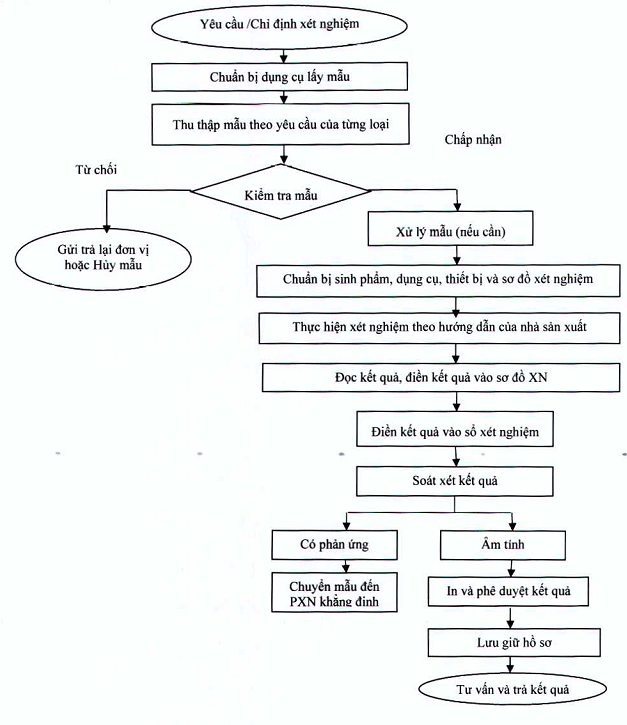 Yêu cầu /Chỉ định xét nghiệm
Chuẩn bị dụng cụ lấy mẫu
Thu thập mẫu theo yêu cầu của từng loại
Chấp nhận
Từ chối
Kiểm tra mẫu
Xử lý mẫu (nếu cần)
Gửi trả lại đơn vị
hoặc Hủy mẫu
Chuẩn bị sinh phẩm, dụng cụ, thiết bị và sơ đồ xét nghiệm
Thực hiện xét nghiệm theo hướng dẫn của nhà sản xuất
Đọc kết quả, điền kết quả vào sơ đồ XN
Điền kết quả vào sổ xét nghiệm
Soát xét kết quả
Có phản ứng
Âm tính
Chuyển mẫu đến
PXN khẳng định
In và phê duyệt kết quả
Lưu giữ hồ sơ
Tư vấn và trả kết quả